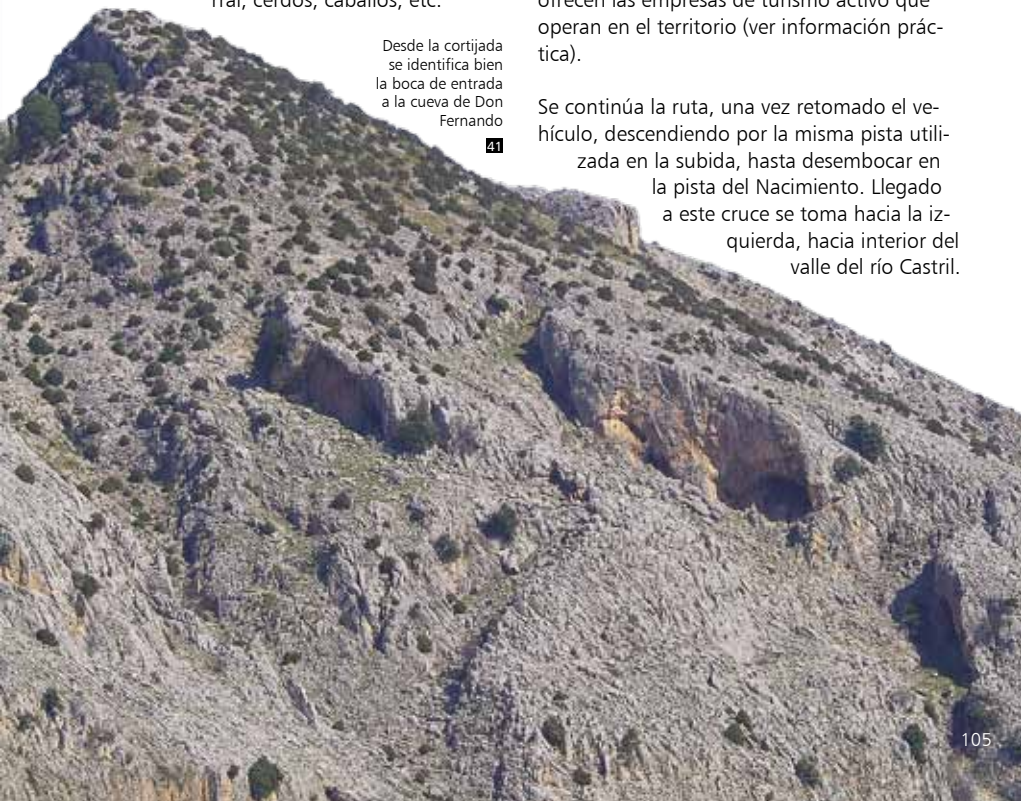 cerdos, caballos, etc.
Desde la cortijada
se identifica bien
la boca de entrada
a la cueva de Don
Fernando
41
ofrecen las empresas de turismo activo que
operan en el territorio (ver información prác-
tica).
Se continúa la ruta, una vez retomado el ve-
hículo, descendiendo por la misma pista utili-
zada en la subida, hasta desembocar en
la pista del Nacimiento. Llegado
a este cruce se toma hacia la iz-
quierda, hacia interior del
valle del río Castril.
105